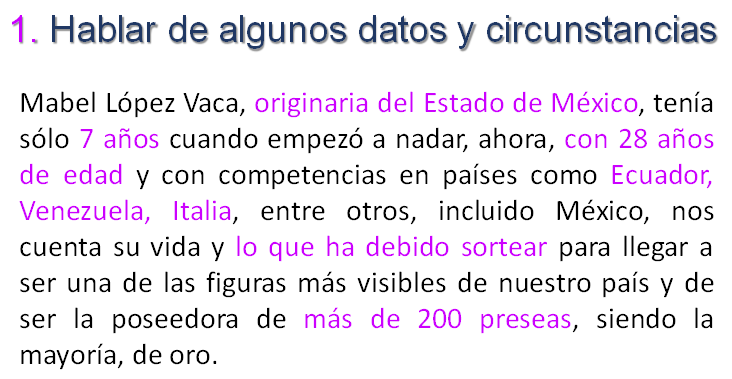 1. Hablar de algunos datos y circunstancias
Mabel López Vaca, originaria del Estado de México, tenía
sólo 7 años cuando empezó a nadar, ahora, con 28 años
de edad y con competencias en países como Ecuador,
Venezuela, Italia, entre otros, incluido México, nos
cuenta su vida y lo que ha debido sortear para llegar a
ser una de las figuras más visibles de nuestro país y de
ser la poseedora de más de 200 preseas, siendo la
mayoría, de oro.